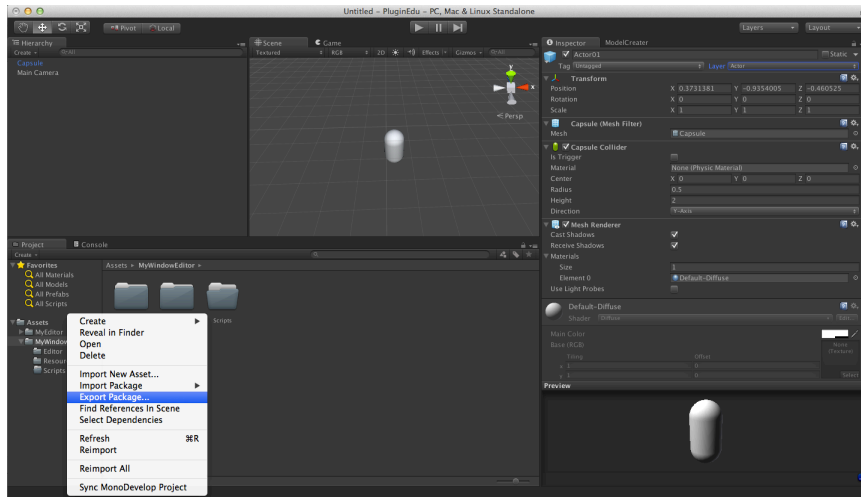 Untitled - PluginEdu - PC, Mac & Linux Standalone
Pivot Local Layers Layout
Hierarchy
Create All
Capsule
Main Camera
Scene Game
Textured RGB 2D Effects Gizmos All
y
x
Persp
Inspector ModelCreater
Actor01 Static
Tag Untagged Layer Actor
Transform
Position X 0.3731381 Y -0.9354005 Z -0.460525
Rotation X 0 Y 0 Z 0
Scale X 1 Y 1 Z 1
Capsule (Mesh Filter)
Mesh Capsule
Capsule Collider
Is Trigger
Material None (Physic Material)
Center X 0 Y 0 Z 0
Radius 0.5
Height 2
Direction Y-Axis
Mesh Renderer
Cast Shadows
Receive Shadows
Materials
Size 1
Element 0 Default-Diffuse
Use Light Probes
Default-Diffuse
Shader Diffuse
Main Color
Base (RGB) None
(Texture)
Tiling Offset
x 1 0
y 1 0 Select
Preview
Project Console
Create
Favorites
All Materials
All Models
All Prefabs
All Scripts
Assets
MyEditor
MyWindow
Editor
Resour
Scripts
Assets MyWindowEditor
Scripts
Create
Reveal in Finder
Open
Delete
Import New Asset...
Import Package
Export Package...
Find References In Scene
Select Dependencies
Refresh ⌘R
Reimport
Reimport All
Sync MonoDevelop Project